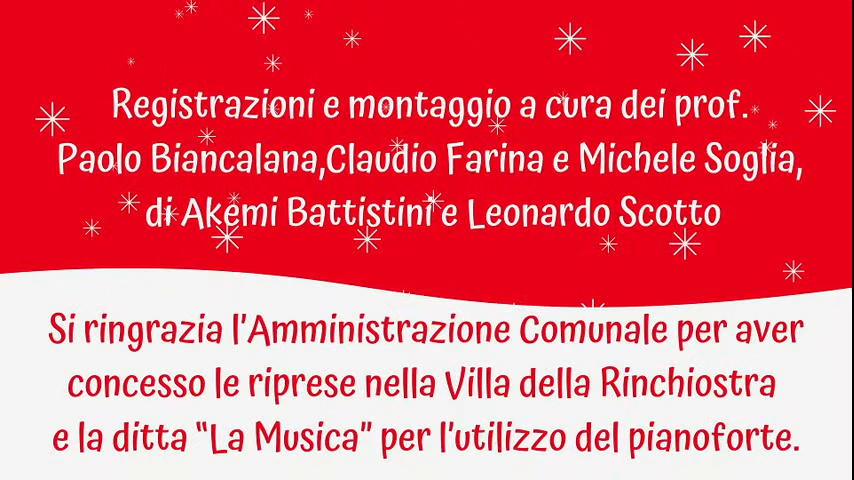 Registrazioni e montaggio a cura dei prof.
Paolo Biancalana,Claudio Farina e Michele Soglia,
di Akemi Battistini e Leonardo Scotto
Si ringrazia l'Amministrazione Comunale per aver
concesso le riprese nella Villa della Rinchiostra
e la ditta "La Musica" per l'utilizzo del pianoforte.